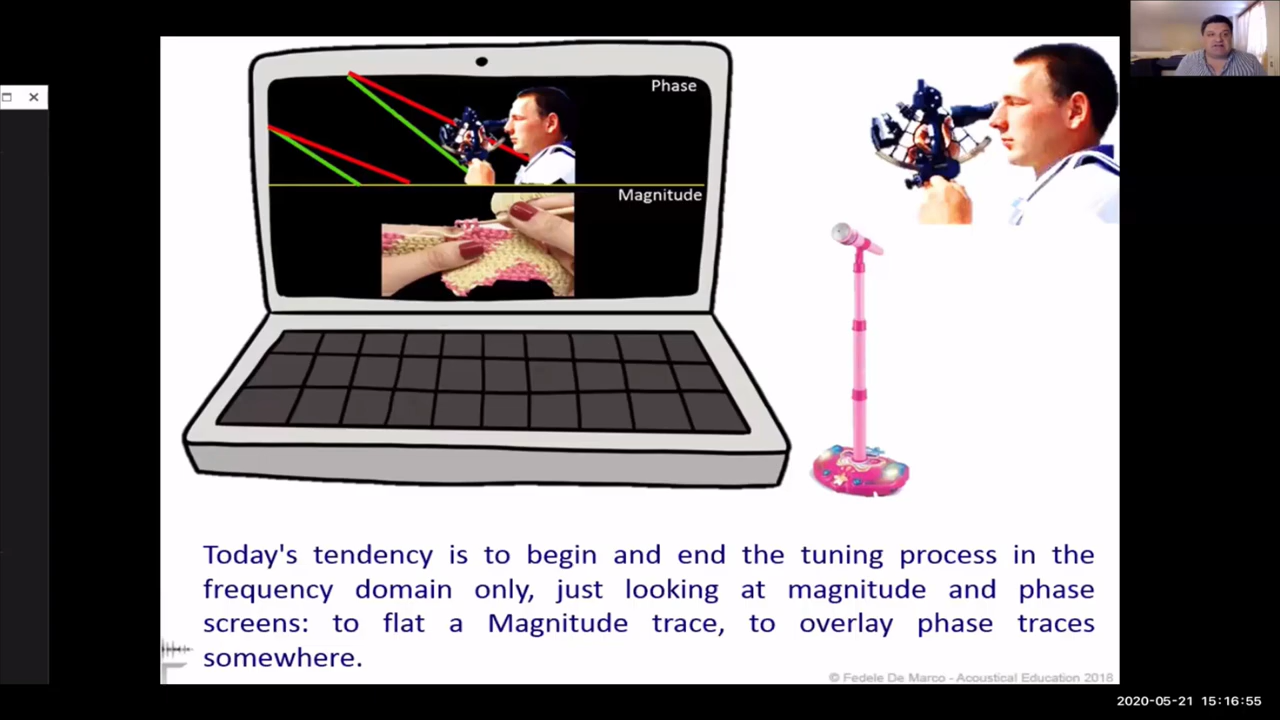 Phase
Magnitude
Today's tendency is to begin and end the tuning process in the
frequency domain only, just looking at magnitude and phase
screens: to flat a Magnitude trace, to overlay phase traces
somewhere.
© Fedele De Marco - Acoustical Education 2018
2020-05-21 15:16:55